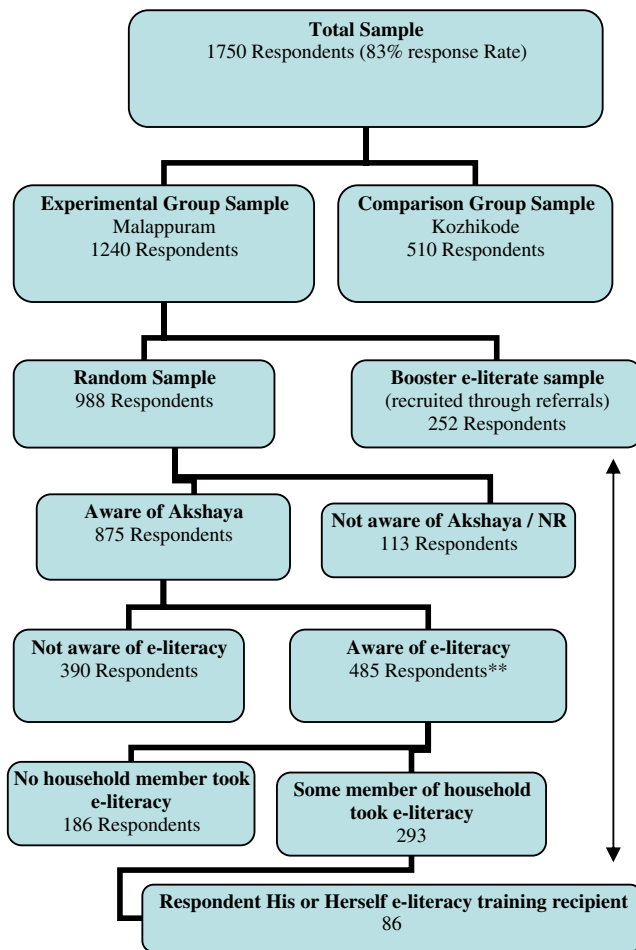 Total Sample
1750 Respondents (83% response Rate)
Experimental Group Sample
Malappuram
1240 Respondents
Comparison Group Sample
Kozhikode
510 Respondents
Random Sample
988 Respondents
Booster e-literate sample
(recruited through referrals)
252 Respondents
Aware of Akshaya
875 Respondents
Not aware of Akshaya / NR
113 Respondents
Not aware of e-literacy
390 Respondents
Aware of e-literacy
485 Respondents**
No household member took
e-literacy
186 Respondents
Some member of household
took e-literacy
293
Respondent His or Herself e-literacy training recipient
86